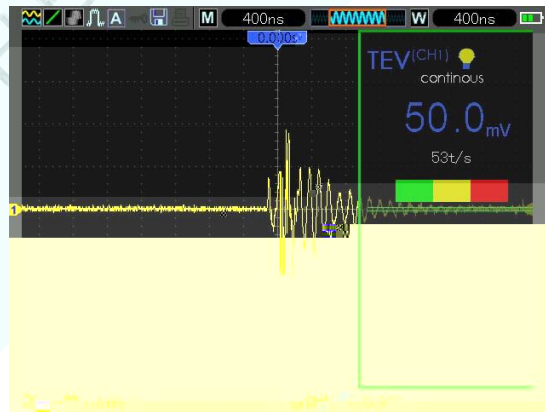 A M 400ns W 400ns
0.000s
TEV(CH1)
continous
50.0mV
53t/s
1